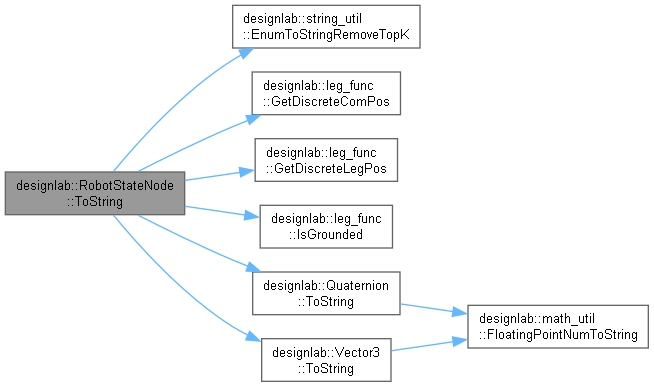 designlab::RobotStateNode
::ToString
designlab::string_util
::EnumToStringRemoveTopK
designlab::leg_func
::GetDiscreteComPos
designlab::leg_func
::GetDiscreteLegPos
designlab::leg_func
::IsGrounded
designlab::Quaternion
::ToString
designlab::Vector3
::ToString
designlab::math_util
::FloatingPointNumToString